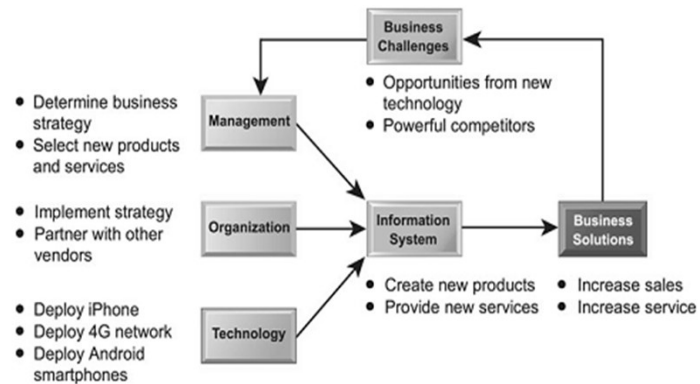 Business
Challenges
• Opportunities from new
technology
• Powerful competitors
• Determine business
strategy
• Select new products
and services
Management
• Implement strategy
• Partner with other
vendors
Organization
Information
System
• Create new products
• Provide new services
Business
Solutions
• Increase sales
• Increase service
• Deploy iPhone
• Deploy 4G network
• Deploy Android
smartphones
Technology